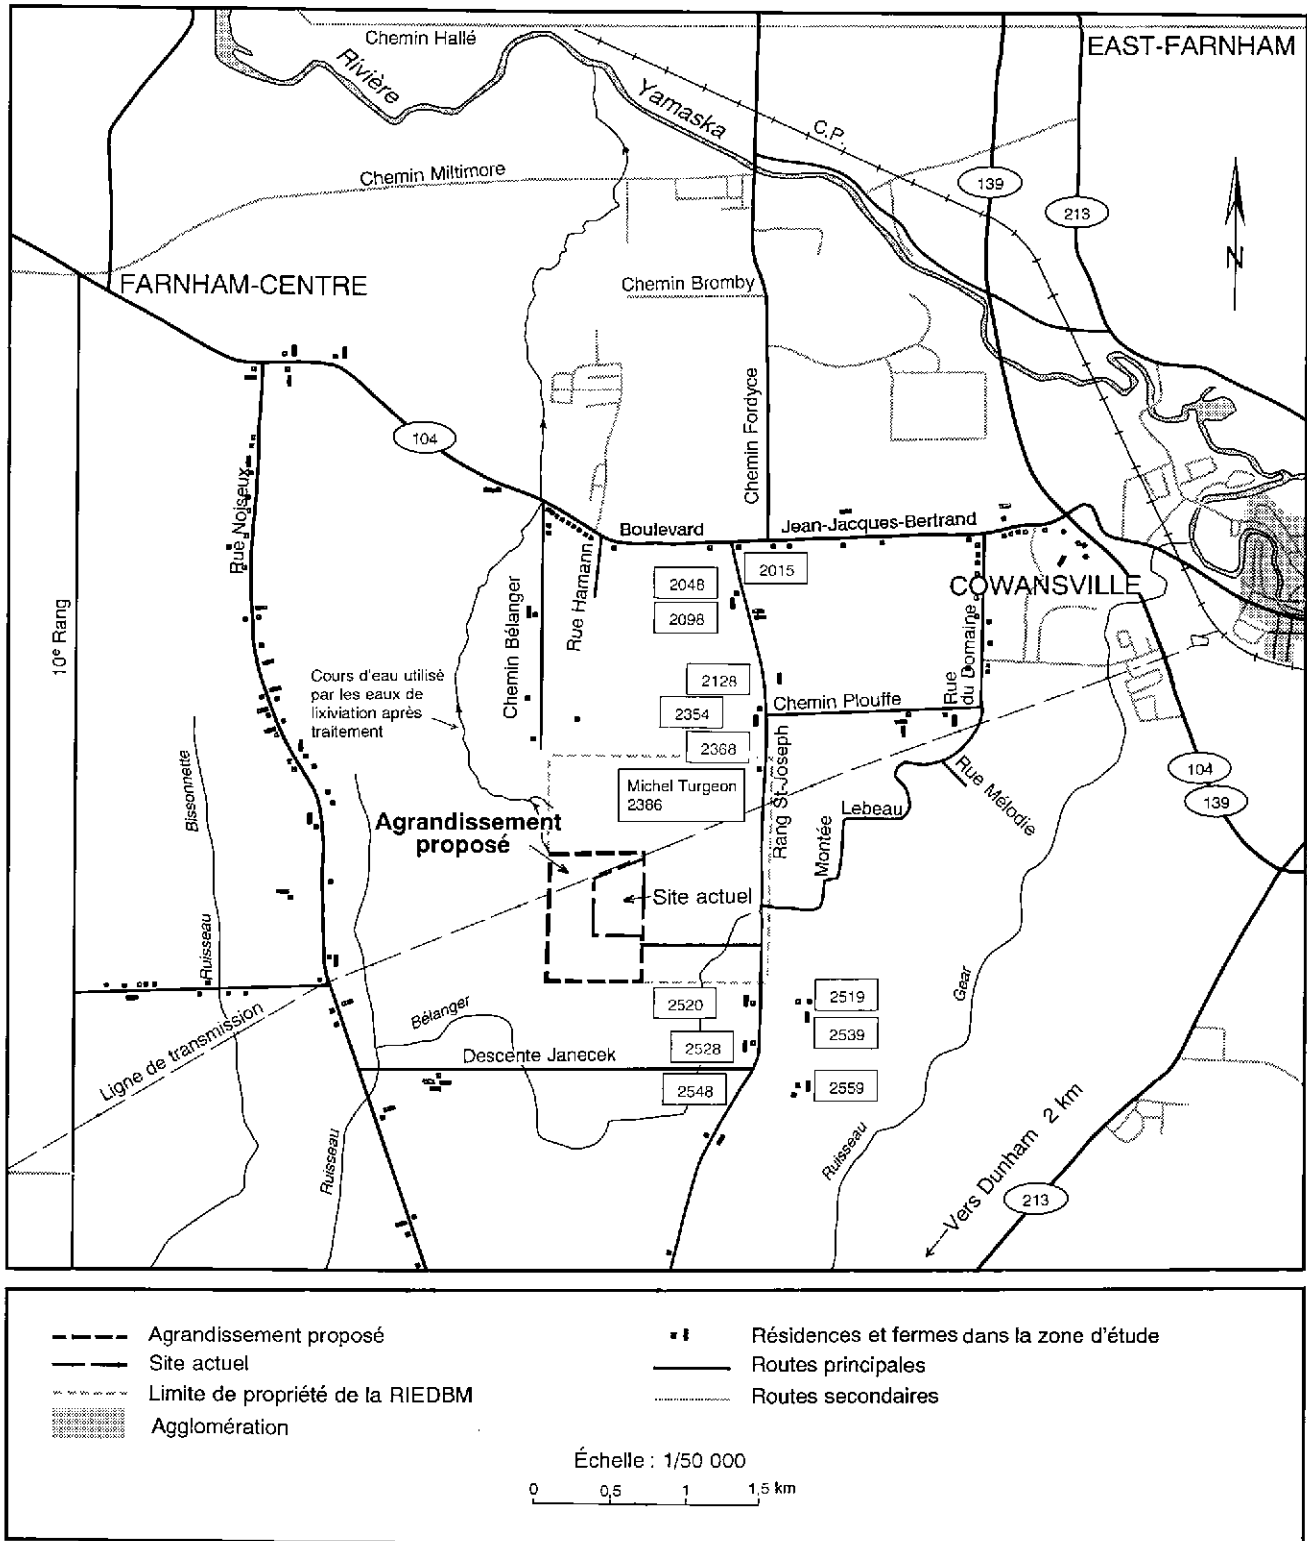 Chemin Hallé
EAST-FARNHAM
Rivière
Yamaska
C.P.
Chemin Miltimore
139
213
N
FARNHAM-CENTRE
Chemin Bromby
Chemin Fordyce
104
Rue Noiseux
Boulevard
Jean-Jacques-Bertrand
2015
2048
2098
COWANSVILLE
Rue Hamann
Chemin Bélanger
10e Rang
Cours d'eau utilisé
par les eaux de
lixiviation après
traitement
2128
Chemin Plouffe
Rue
du Domaine
2354
2368
Michel Turgeon
2386
Rang St-Joseph
Rue Mélodie
104
139
Lebeau
Montée
Bissonnette
Ruisseau
Agrandissement
proposé
Site actuel
Gear
Ruisseau
2520
2519
2528
2539
Bélanger
Ruisseau
Descente Janecek
2548
2559
Ligne de transmission
Vers Dunham 2 km
213
Agrandissement proposé
Site actuel
Limite de propriété de la RIEDBM
Agglomération
Résidences et fermes dans la zone d'étude
Routes principales
Routes secondaires
Échelle : 1/50 000
0 0,5 1 1,5 km